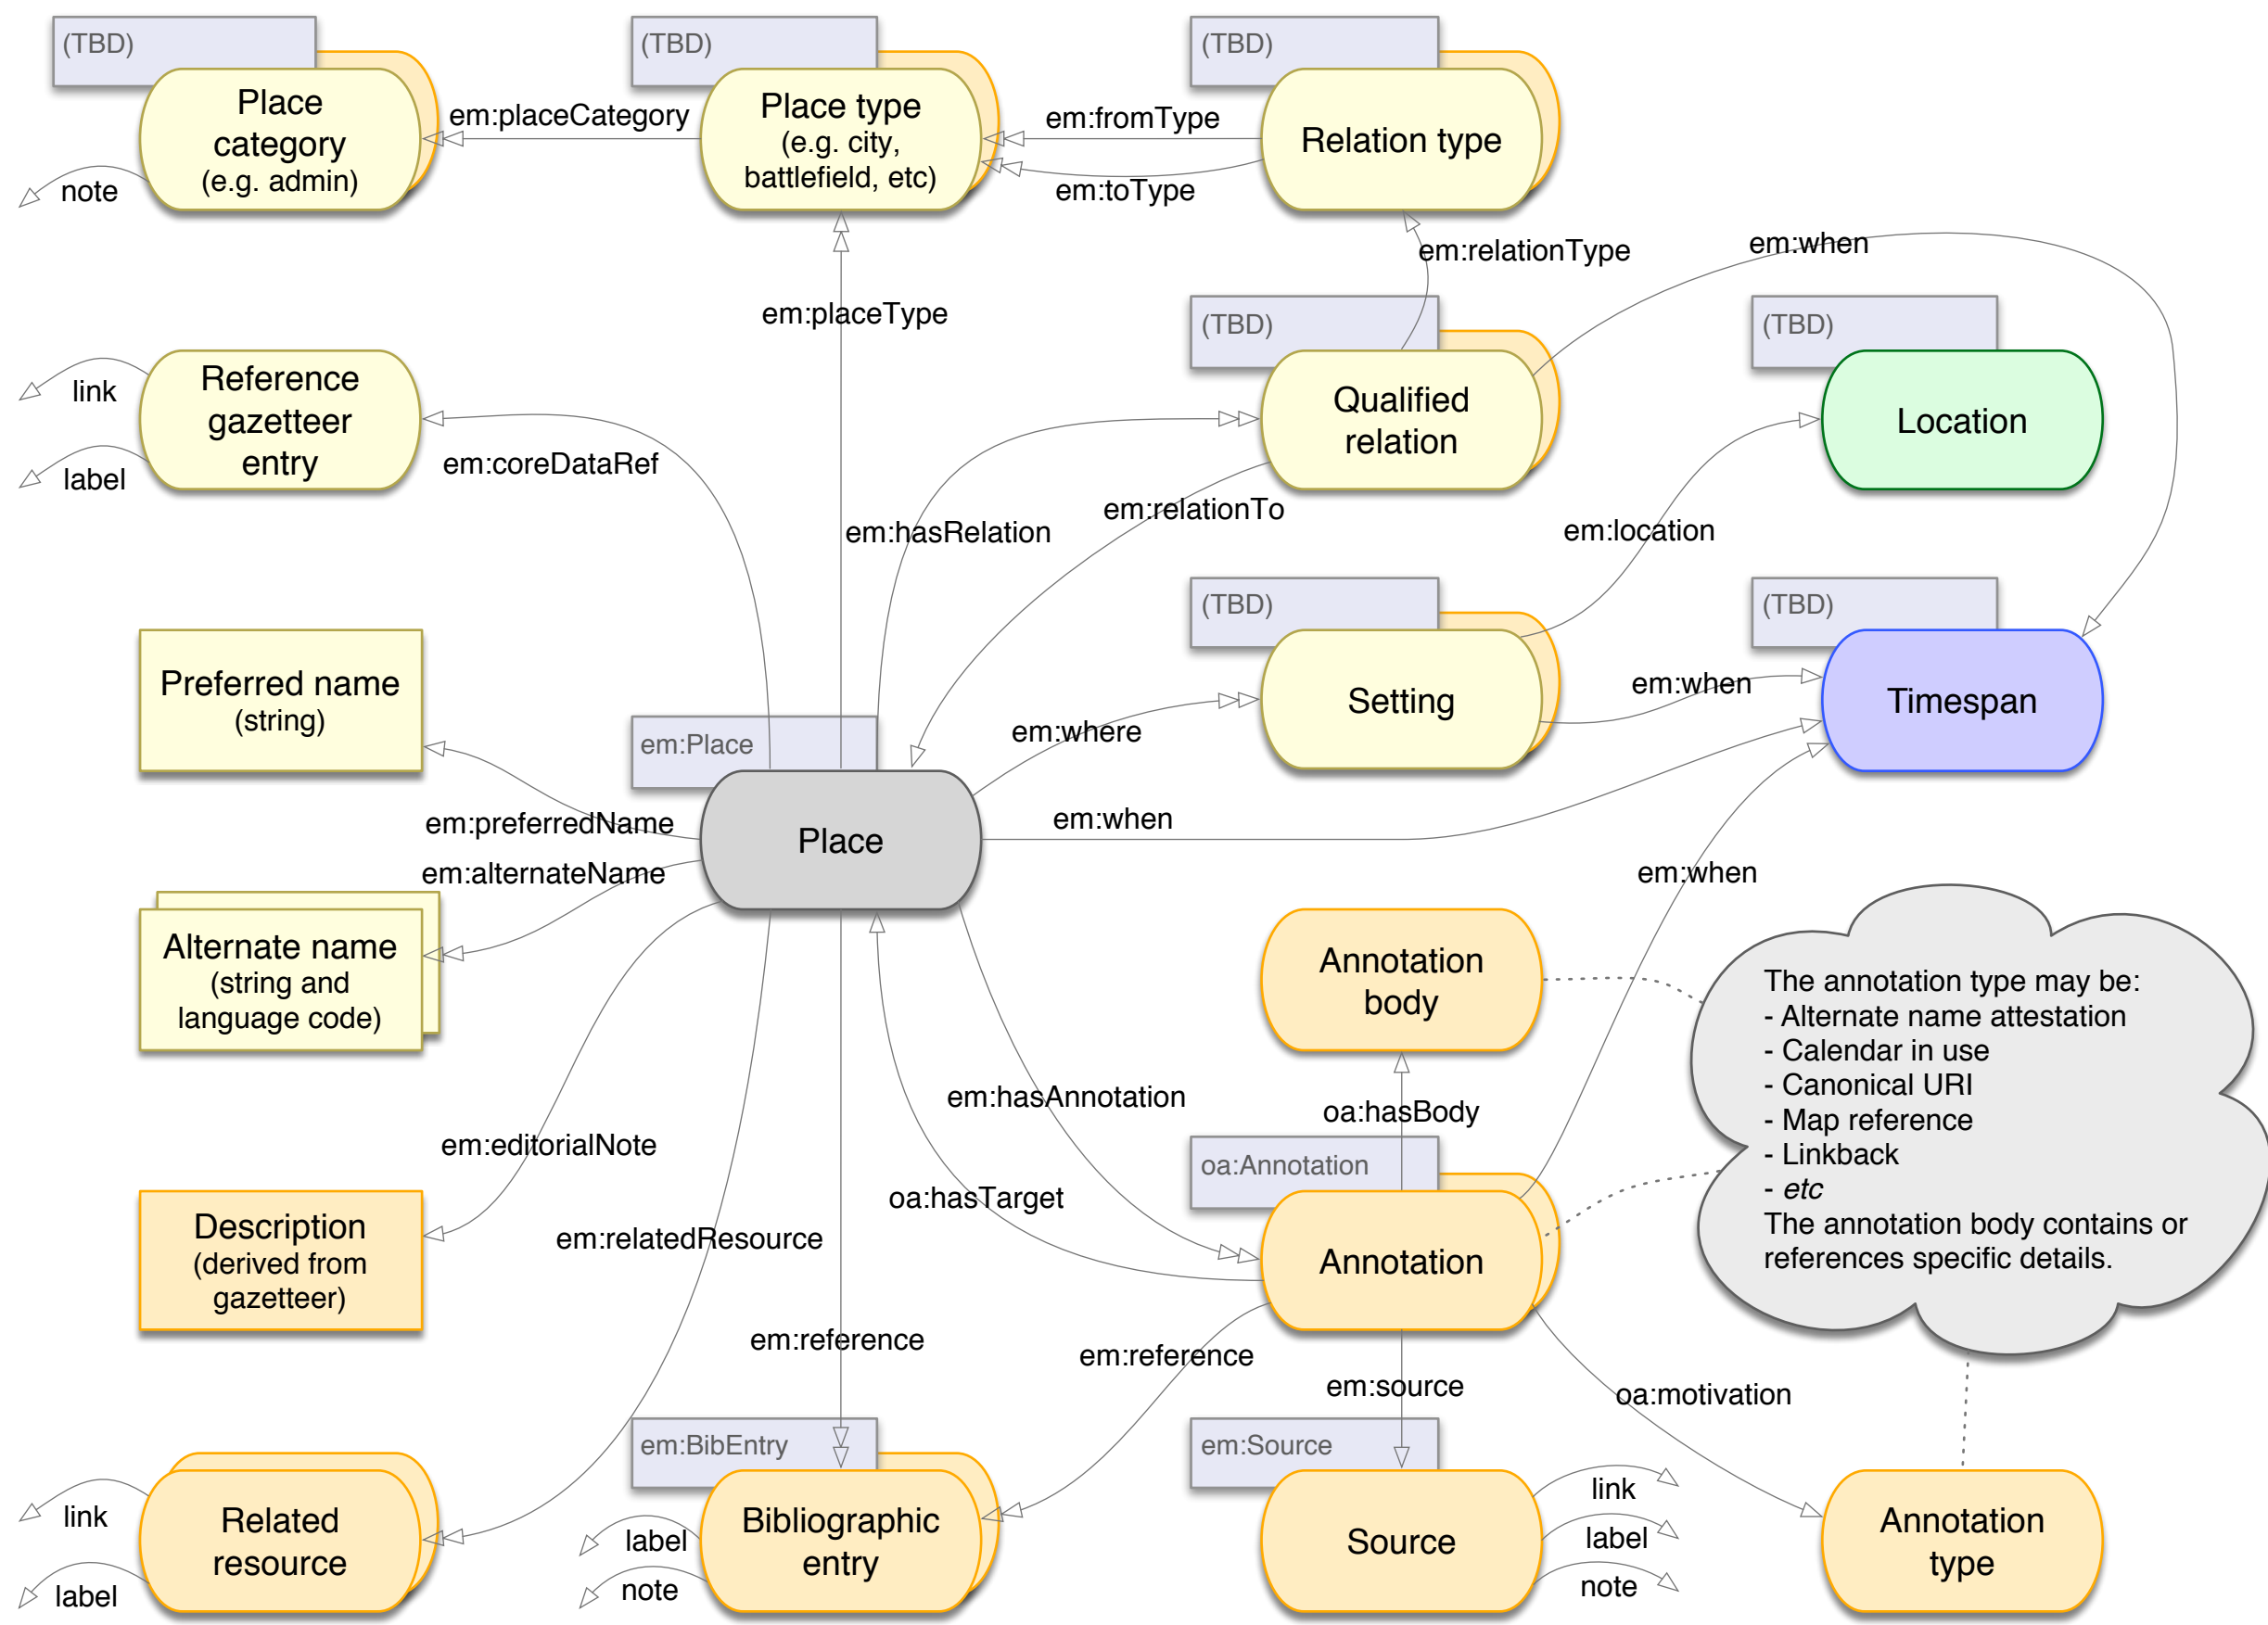 (TBD)
(TBD)
(TBD)
Place
category
(e.g. admin)
em:placeCategory
Place type
(e.g. city,
battlefield, etc)
em:fromType
em:toType
Relation type
note
em:relationType
em:when
em:placeType
(TBD)
(TBD)
link
label
Reference
gazetteer
entry
em:coreDataRef
Qualified
relation
Location
em:hasRelation
em:relationTo
em:location
(TBD)
(TBD)
Preferred name
(string)
Setting
em:when
Timespan
em:where
em:Place
Place
em:preferredName
em:alternateName
em:when
em:when
Alternate name
(string and
language code)
Annotation
body
The annotation type may be:
- Alternate name attestation
- Calendar in use
- Canonical URI
- Map reference
- Linkback
- etc
The annotation body contains or
references specific details.
em:hasAnnotation
oa:hasBody
em:editorialNote
oa:Annotation
oa:hasTarget
Description
(derived from
gazetteer)
em:relatedResource
Annotation
em:reference
em:reference
em:source
oa:motivation
em:BibEntry
em:Source
link
label
Related
resource
label
note
Bibliographic
entry
Source
link
label
note
Annotation
type